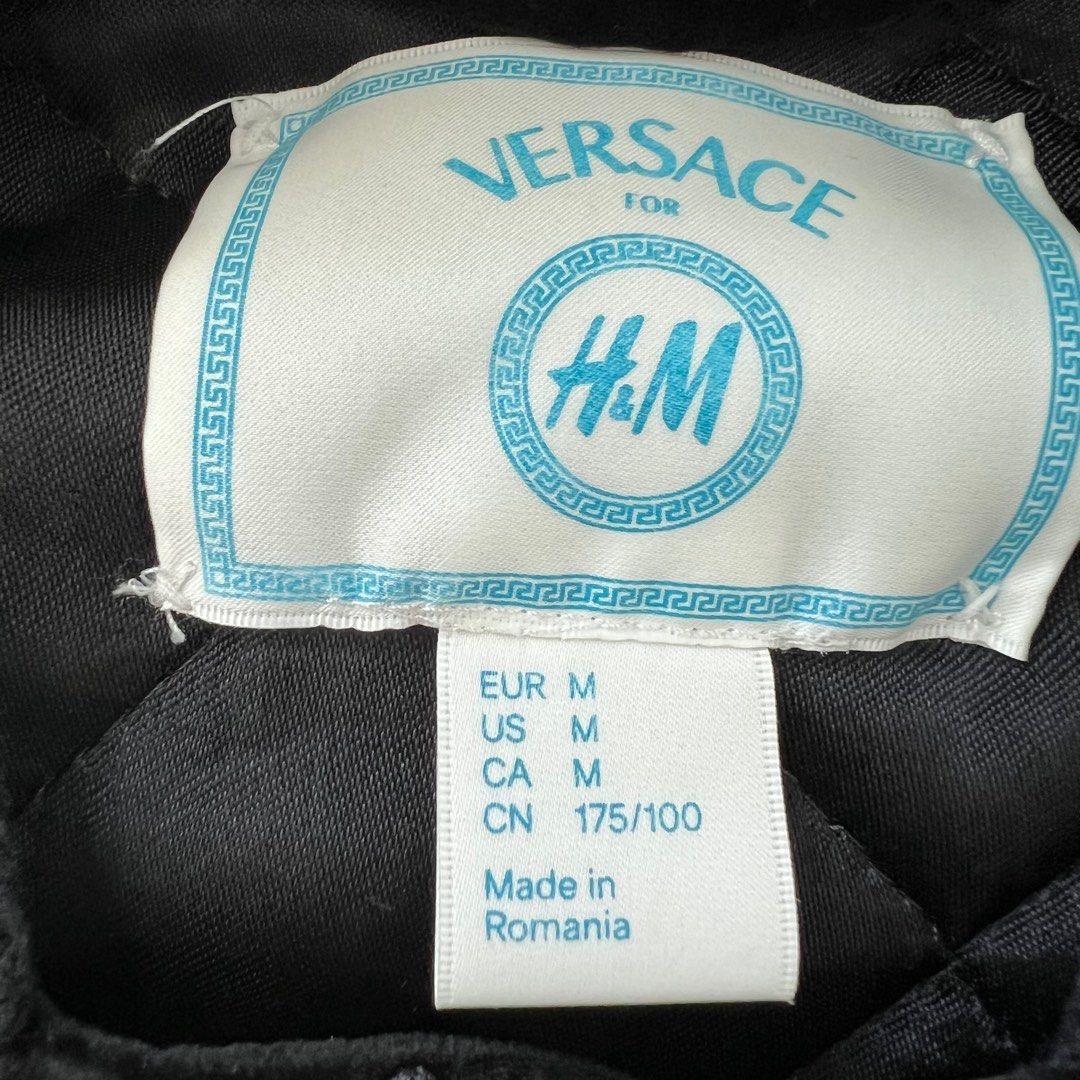 VERSACE
FOR
H&M
EUR M
US M
CA M
CN 175/100
Made in
Romania